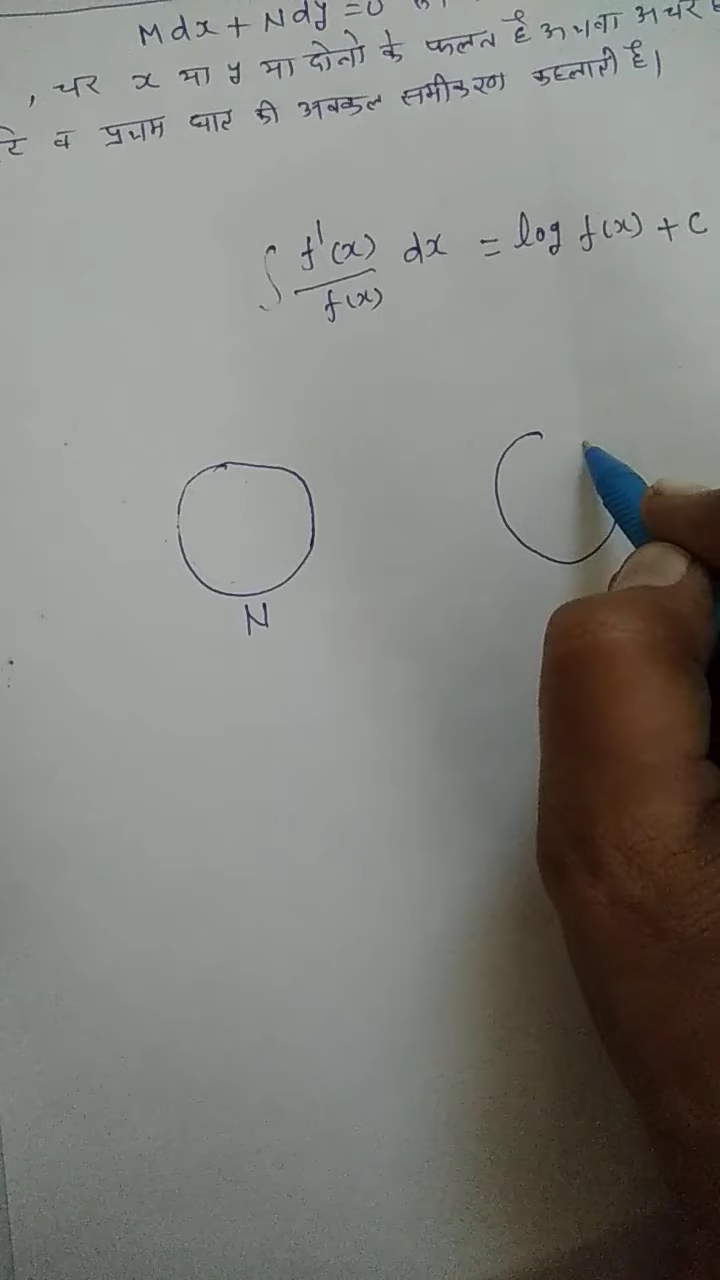 Mdx + Ndy = 0
, चर x या y या दोनो के फलन है अथवा अचर
व प्रथम घात की अवकल समीकरण कहलाती है।
∫ f'(x)/f(x) dx = log f(x) + C
N